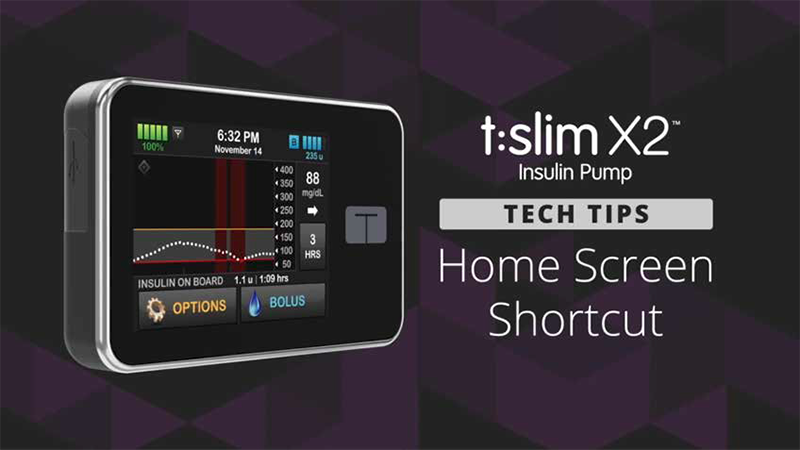 6:32 PM
November 14
100%
B
235 u
400
350
300
250
200
150
100
50
88
mg/dL
3
HRS
INSULIN ON BOARD 1.1 u | 1:09 hrs
OPTIONS
BOLUS
T
t:slim X2™
Insulin Pump
TECH TIPS
Home Screen
Shortcut